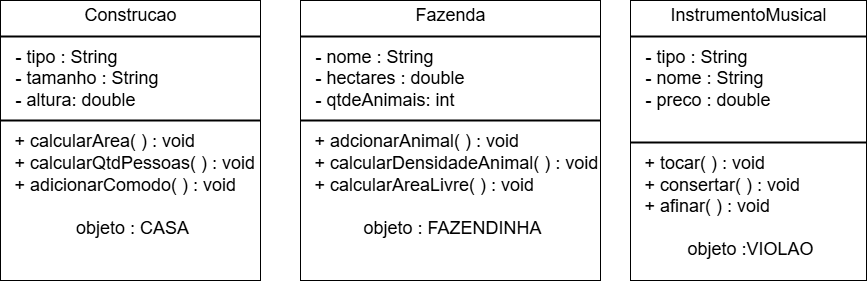 Construcao
- tipo : String
- tamanho : String
- altura: double
+ calcularArea( ) : void
+ calcularQtdPessoas( ) : void
+ adicionarComodo( ) : void
objeto : CASA
Fazenda
- nome : String
- hectares : double
- qtdeAnimais: int
+ adcionarAnimal( ) : void
+ calcularDensidadeAnimal( ) : void
+ calcularAreaLivre( ) : void
objeto : FAZENDINHA
InstrumentoMusical
- tipo : String
- nome : String
- preco : double
+ tocar( ) : void
+ consertar( ) : void
+ afinar( ) : void
objeto :VIOLAO